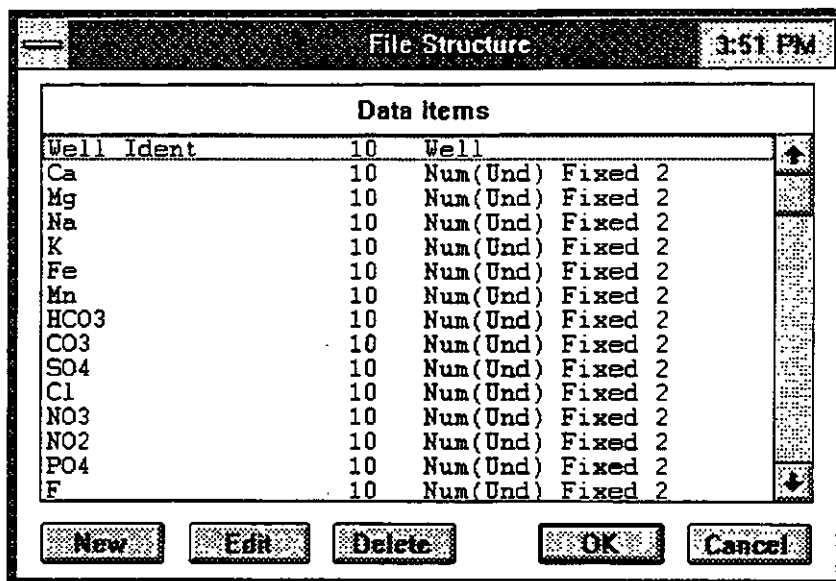 File Structure 3:51 PM
Data Items
Well Ident 10 Well
Ca 10 Num(Und) Fixed 2
Mg 10 Num(Und) Fixed 2
Na 10 Num(Und) Fixed 2
K 10 Num(Und) Fixed 2
Fe 10 Num(Und) Fixed 2
Mn 10 Num(Und) Fixed 2
HCO3 10 Num(Und) Fixed 2
CO3 10 Num(Und) Fixed 2
SO4 10 Num(Und) Fixed 2
Cl 10 Num(Und) Fixed 2
NO3 10 Num(Und) Fixed 2
NO2 10 Num(Und) Fixed 2
PO4 10 Num(Und) Fixed 2
F 10 Num(Und) Fixed 2
New Edit Delete OK Cancel